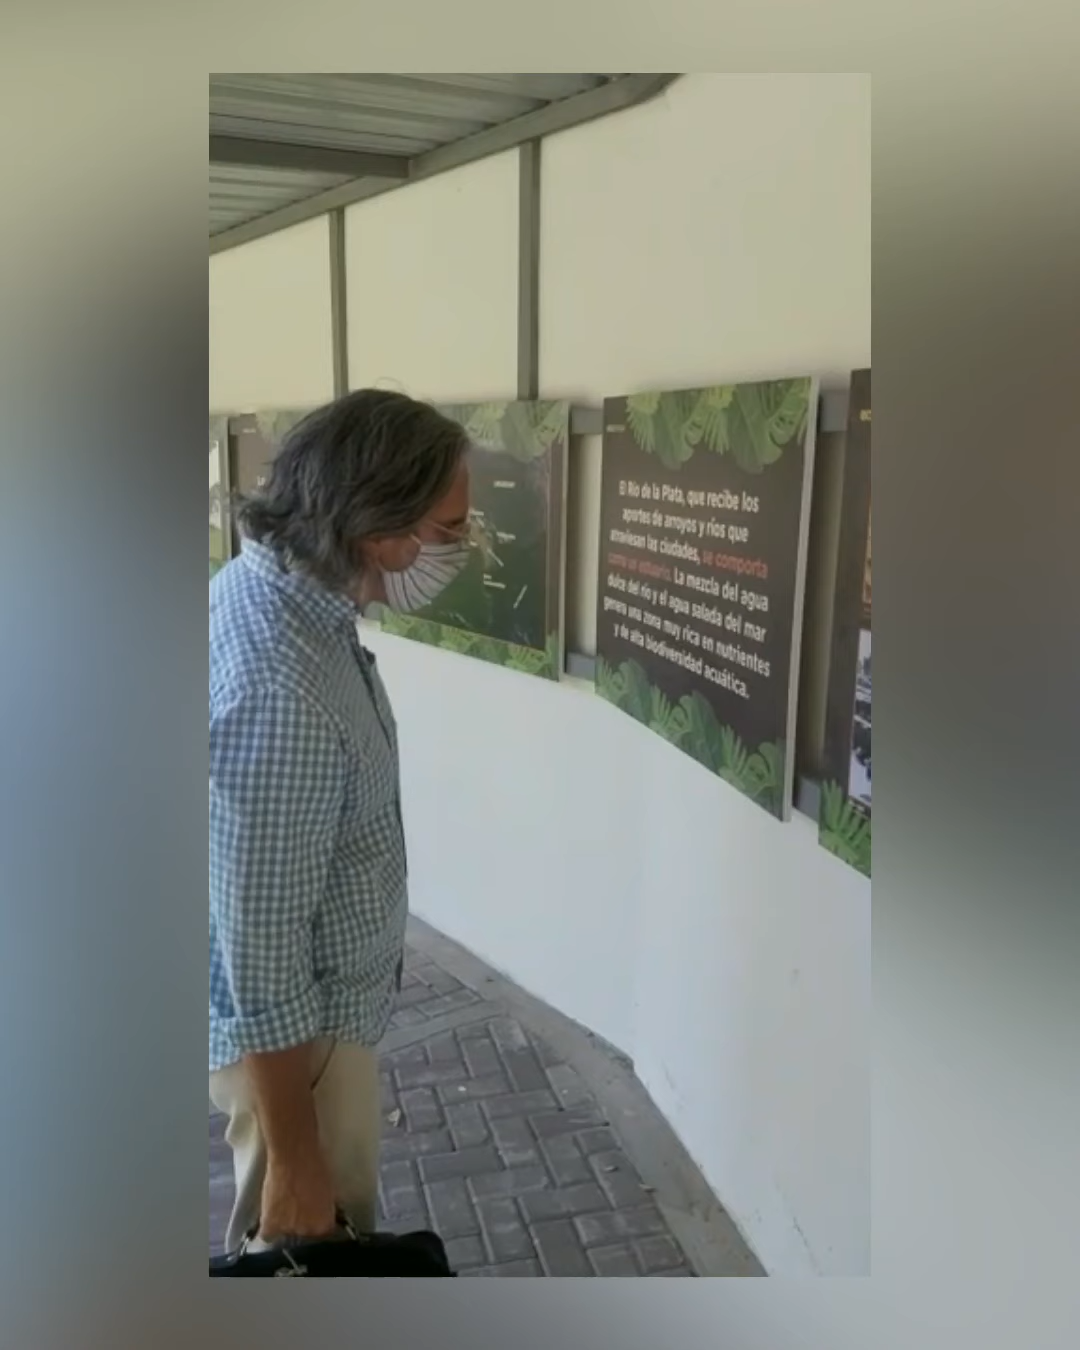 El Río de la Plata, que recibe los
aportes de arroyos y ríos que
atraviesan las ciudades, se comporta
como un estuario. La mezcla del agua
dulce del río y el agua salada del mar
genera una zona muy rica en nutrientes
y de alta biodiversidad acuática.